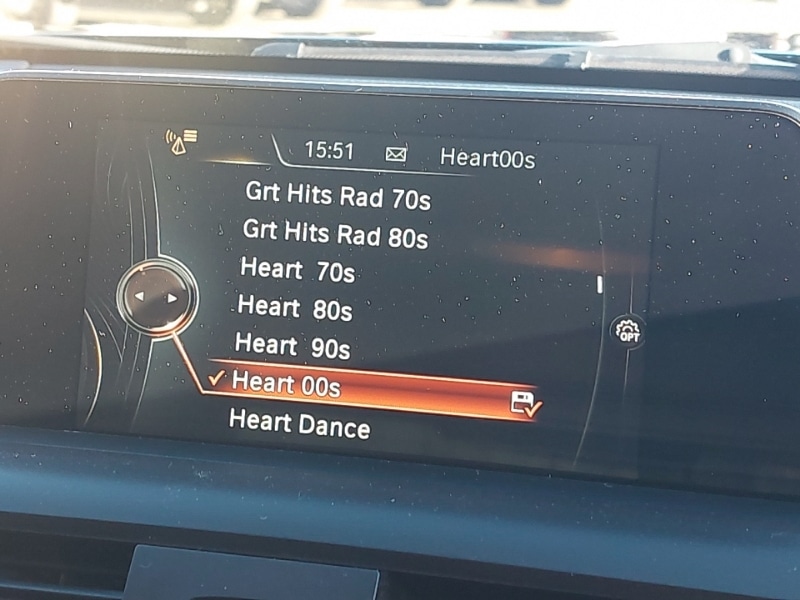 15:51 Heart00s
Grt Hits Rad 70s
Grt Hits Rad 80s
Heart 70s
Heart 80s
Heart 90s
Heart 00s
Heart Dance
OPT